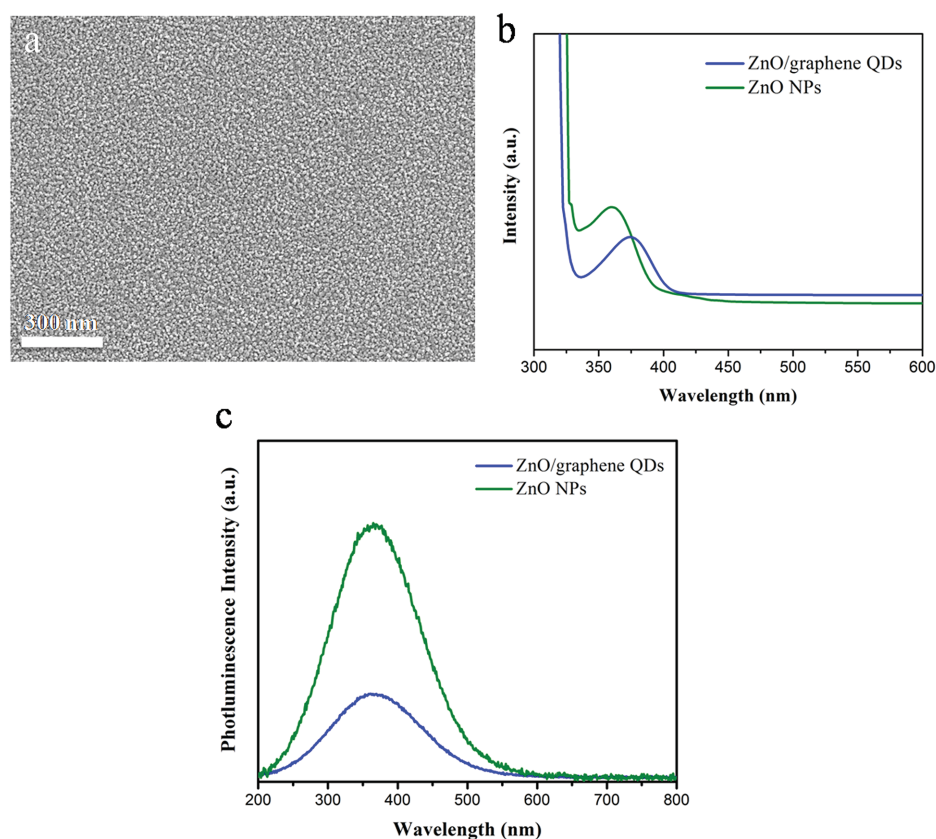 a
300 nm
b
ZnO/graphene QDs
ZnO NPs
Intensity (a.u.)
300 350 400 450 500 550 600
Wavelength (nm)
c
ZnO/graphene QDs
ZnO NPs
Photluminescence Intensity (a.u.)
200 300 400 500 600 700 800
Wavelength (nm)